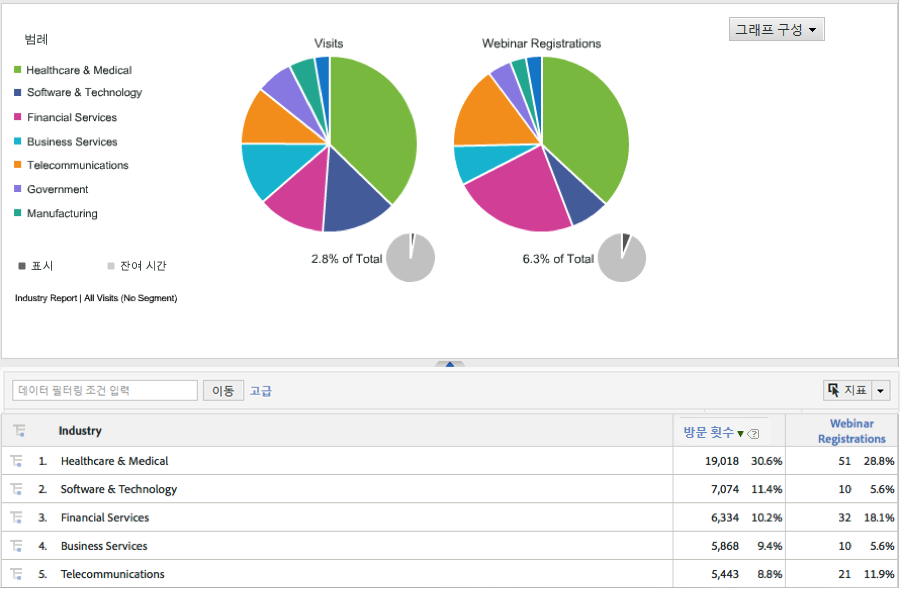 범례
Healthcare & Medical
Software & Technology
Financial Services
Business Services
Telecommunications
Government
Manufacturing
표시
잔여 시간
Industry Report | All Visits (No Segment)
Visits
2.8% of Total
Webinar Registrations
6.3% of Total
그래프 구성
데이터 필터링 조건 입력 이동 고급 지표
Industry 방문 횟수 Webinar
Registrations
1. Healthcare & Medical 19,018 30.6% 51 28.8%
2. Software & Technology 7,074 11.4% 10 5.6%
3. Financial Services 6,334 10.2% 32 18.1%
4. Business Services 5,868 9.4% 10 5.6%
5. Telecommunications 5,443 8.8% 21 11.9%